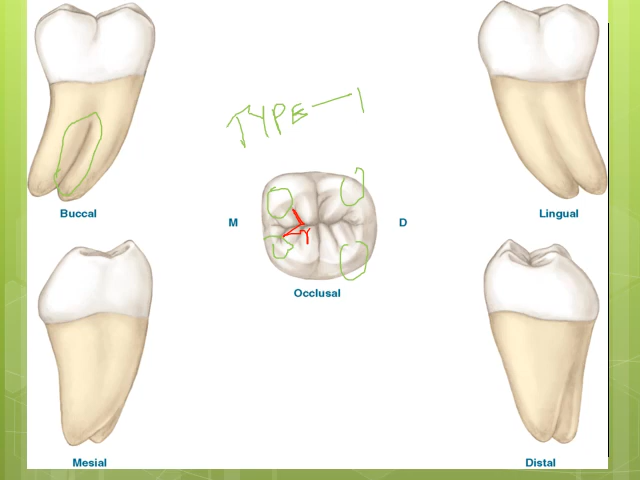 TYPE-1
Buccal
Lingual
M
D
Occlusal
Mesial
Distal